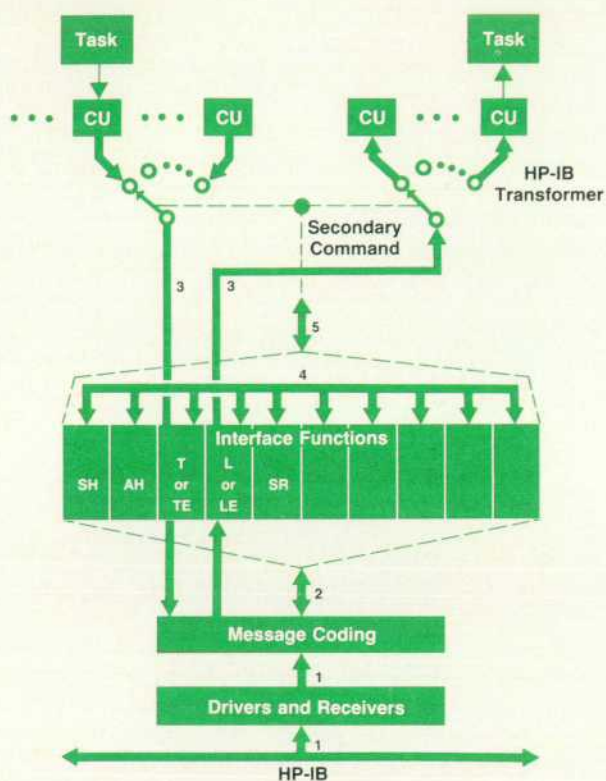 Task
Task
CU
CU
CU
CU
HP-IB
Transformer
Secondary
Command
3
3
5
4
Interface Functions
SH
AH
T
or
TE
L
or
LE
SR
2
Message Coding
1
Drivers and Receivers
1
HP-IB